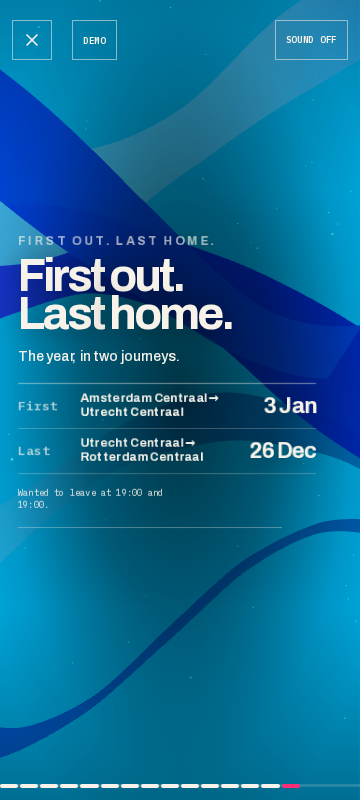 DEMO
SOUND OFF
FIRST OUT. LAST HOME.
First out.
Last home.
The year, in two journeys.
First
Amsterdam Centraal→
Utrecht Centraal
3 Jan
Last
Utrecht Centraal→
Rotterdam Centraal
26 Dec
Wanted to leave at 19:00 and
19:00.